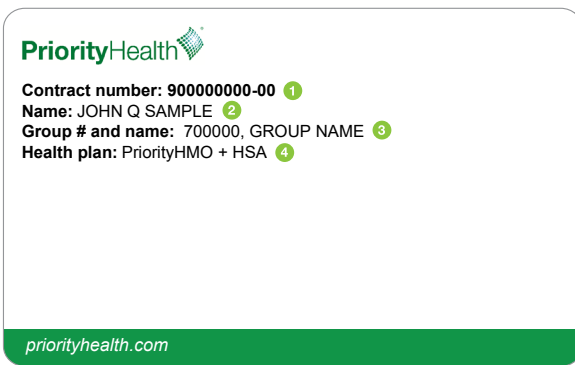 PriorityHealth
Contract number: 900000000-00 1
Name: JOHN Q SAMPLE 2
Group # and name: 700000, GROUP NAME 3
Health plan: PriorityHMO + HSA 4
priorityhealth.com